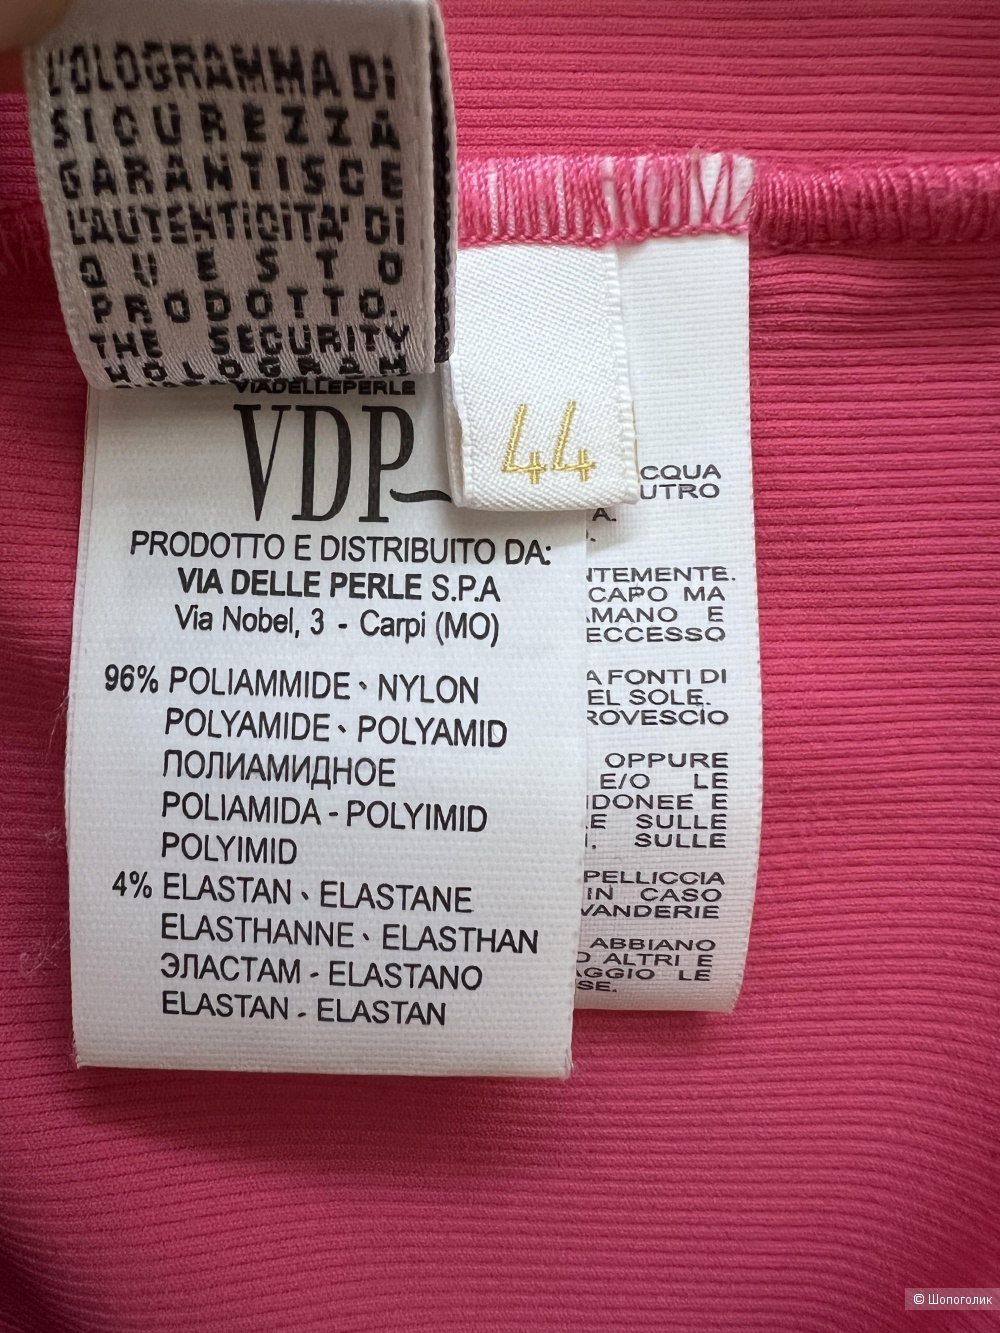 L'OLOGRAMMA DI
SICUREZZA
GARANTISCE
L'AUTENTICITA' DI
QUESTO
PRODOTTO.
THE SECURITY
HOLOGRAM
VIADELLEPERLE
VDP
44
PRODOTTO E DISTRIBUITO DA:
VIA DELLE PERLE S.P.A
Via Nobel, 3 - Carpi (MO)
96% POLIAMMIDE - NYLON
POLYAMIDE - POLYAMID
ПОЛИАМИДНОЕ
POLIAMIDA - POLYIMID
POLYIMID
4% ELASTAN - ELASTANE
ELASTHANNE - ELASTHAN
ЭЛАСТАМ - ELASTANO
ELASTAN - ELASTAN
CQUA
UTRO
A.
NTEMENTE.
CAPO MA
MANO E
ECCESSO
A FONTI DI
EL SOLE.
ROVESCIO
OPPURE
E/O LE
IDONEE E
E SULLE
. SULLE
PELLICCIA
IN CASO
VANDERIE
ABBIANO
O ALTRI E
AGGIO LE
SE.
© Шопоголик